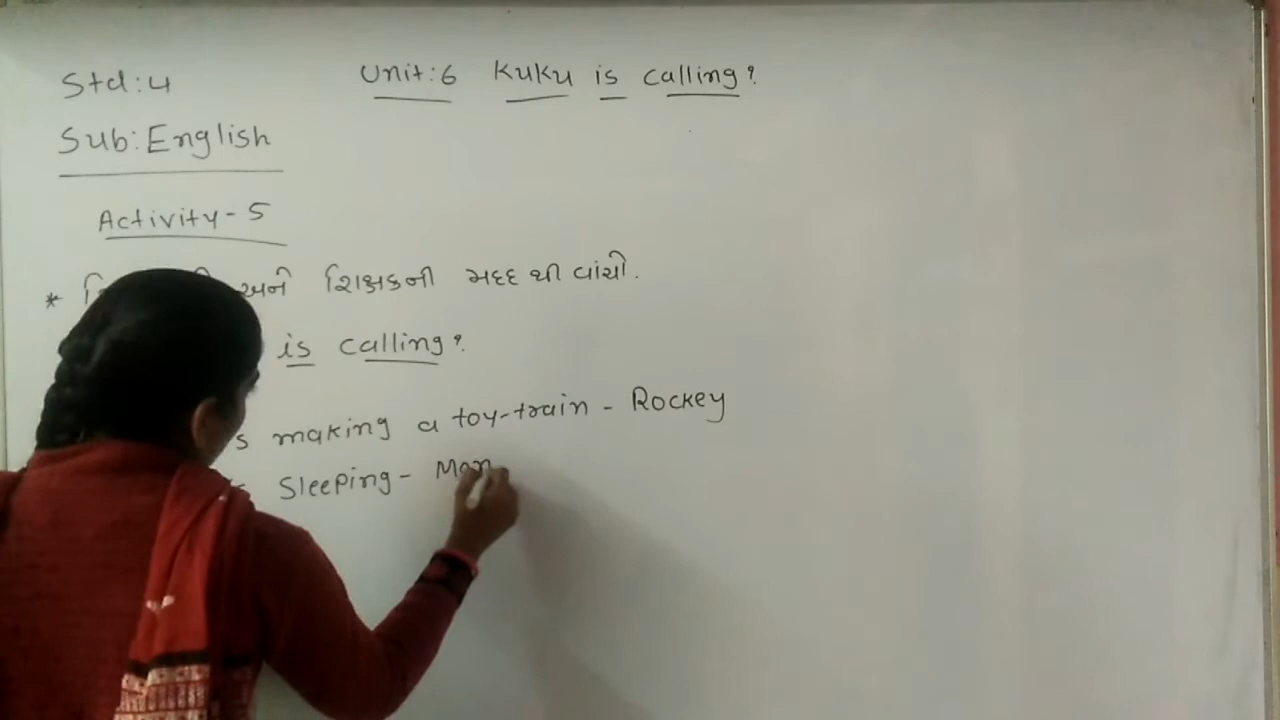 Std:4
Unit:6 Kuku is calling?
Sub:English
Activity-5
* અને શિક્ષકની મદદ થી વાંચો.
is calling?
making a toy-train - Rockey
Sleeping-